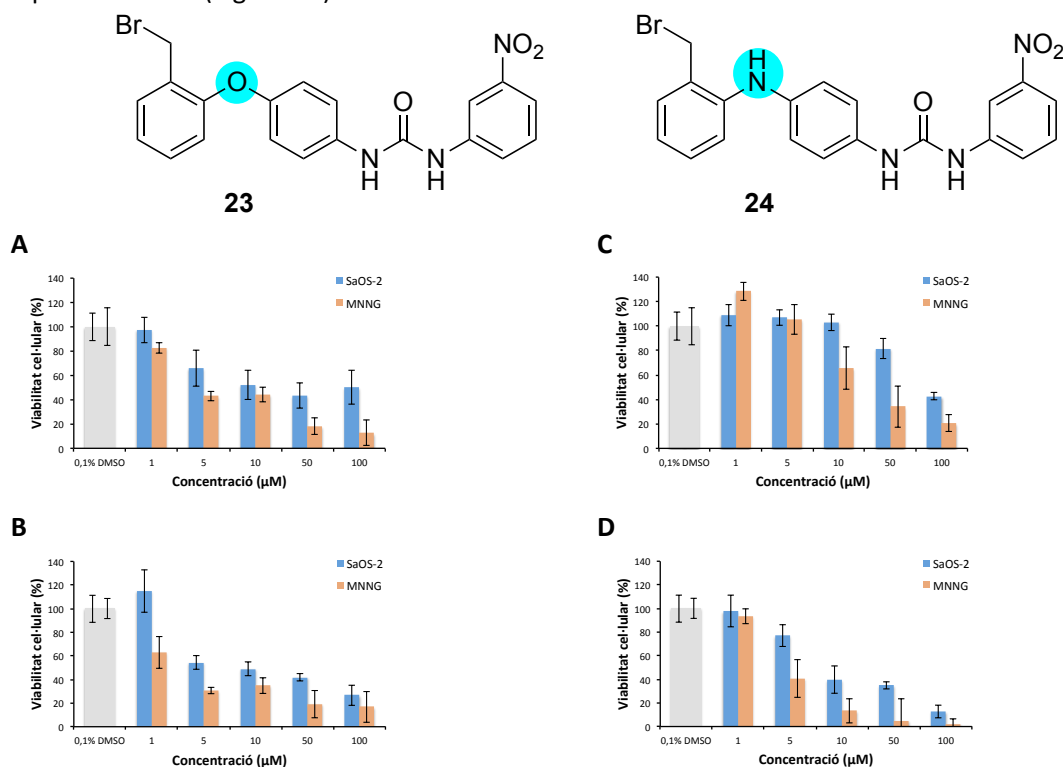 Br
O
O
N
H
N
H
NO2
23
Br
H
N
O
N
H
N
H
NO2
24
A
Viabilitat cel·lular (%)
140
120
100
80
60
40
20
0
SaOS-2
MNNG
0,1% DMSO 1 5 10 50 100
Concentració (µM)
C
Viabilitat cel·lular (%)
140
120
100
80
60
40
20
0
SaOS-2
MNNG
0,1% DMSO 1 5 10 50 100
Concentració (µM)
B
Viabilitat cel·lular (%)
140
120
100
80
60
40
20
0
SaOS-2
MNNG
0,1% DMSO 1 5 10 50 100
Concentració (µM)
D
Viabilitat cel·lular (%)
140
120
100
80
60
40
20
0
SaOS-2
MNNG
0,1% DMSO 1 5 10 50 100
Concentració (µM)